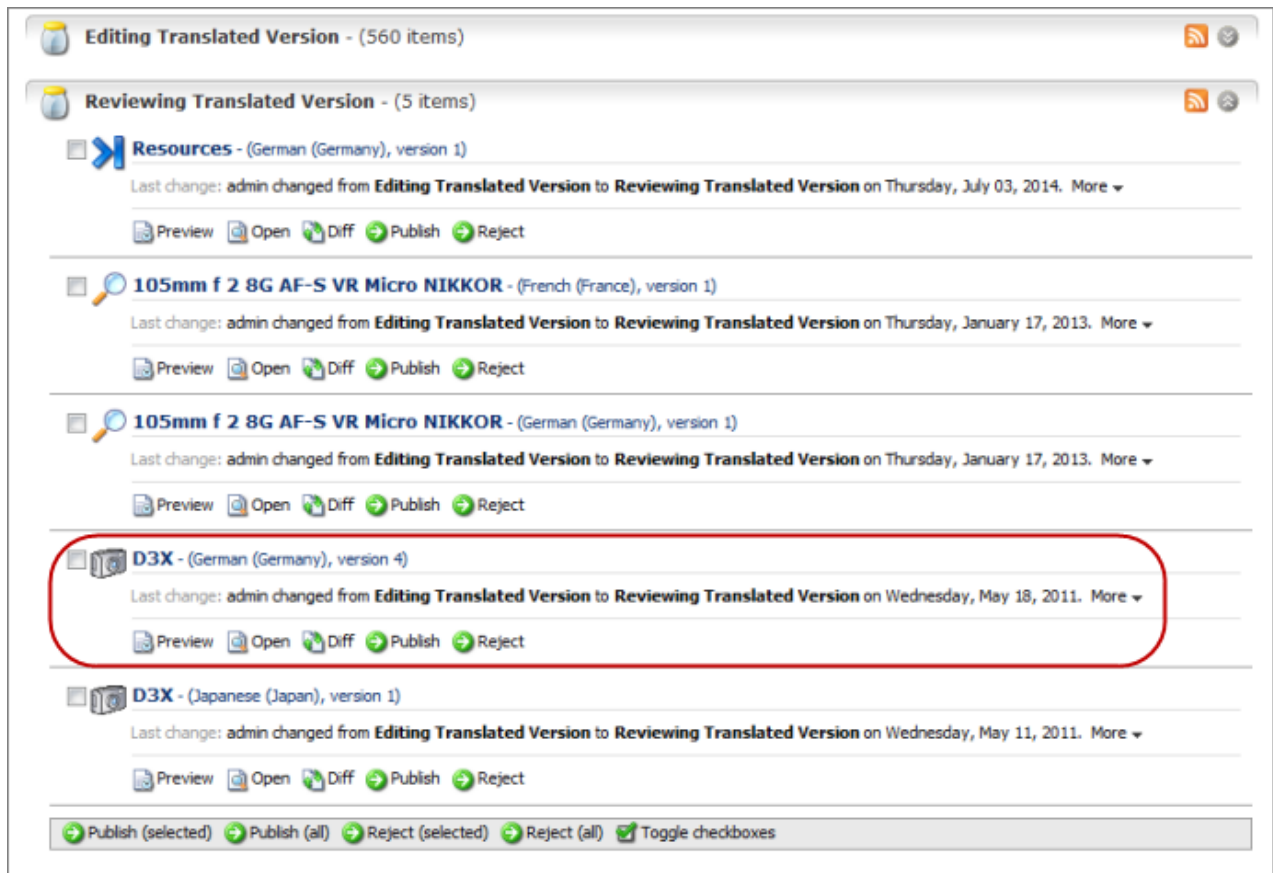 Editing Translated Version - (560 items)
Reviewing Translated Version - (5 items)
Resources - (German (Germany), version 1)
Last change: admin changed from Editing Translated Version to Reviewing Translated Version on Thursday, July 03, 2014. More
Preview Open Diff Publish Reject
105mm f 2 8G AF-S VR Micro NIKKOR - (French (France), version 1)
Last change: admin changed from Editing Translated Version to Reviewing Translated Version on Thursday, January 17, 2013. More
Preview Open Diff Publish Reject
105mm f 2 8G AF-S VR Micro NIKKOR - (German (Germany), version 1)
Last change: admin changed from Editing Translated Version to Reviewing Translated Version on Thursday, January 17, 2013. More
Preview Open Diff Publish Reject
D3X - (German (Germany), version 4)
Last change: admin changed from Editing Translated Version to Reviewing Translated Version on Wednesday, May 18, 2011. More
Preview Open Diff Publish Reject
D3X - (Japanese (Japan), version 1)
Last change: admin changed from Editing Translated Version to Reviewing Translated Version on Wednesday, May 11, 2011. More
Preview Open Diff Publish Reject
Publish (selected) Publish (all) Reject (selected) Reject (all) Toggle checkboxes